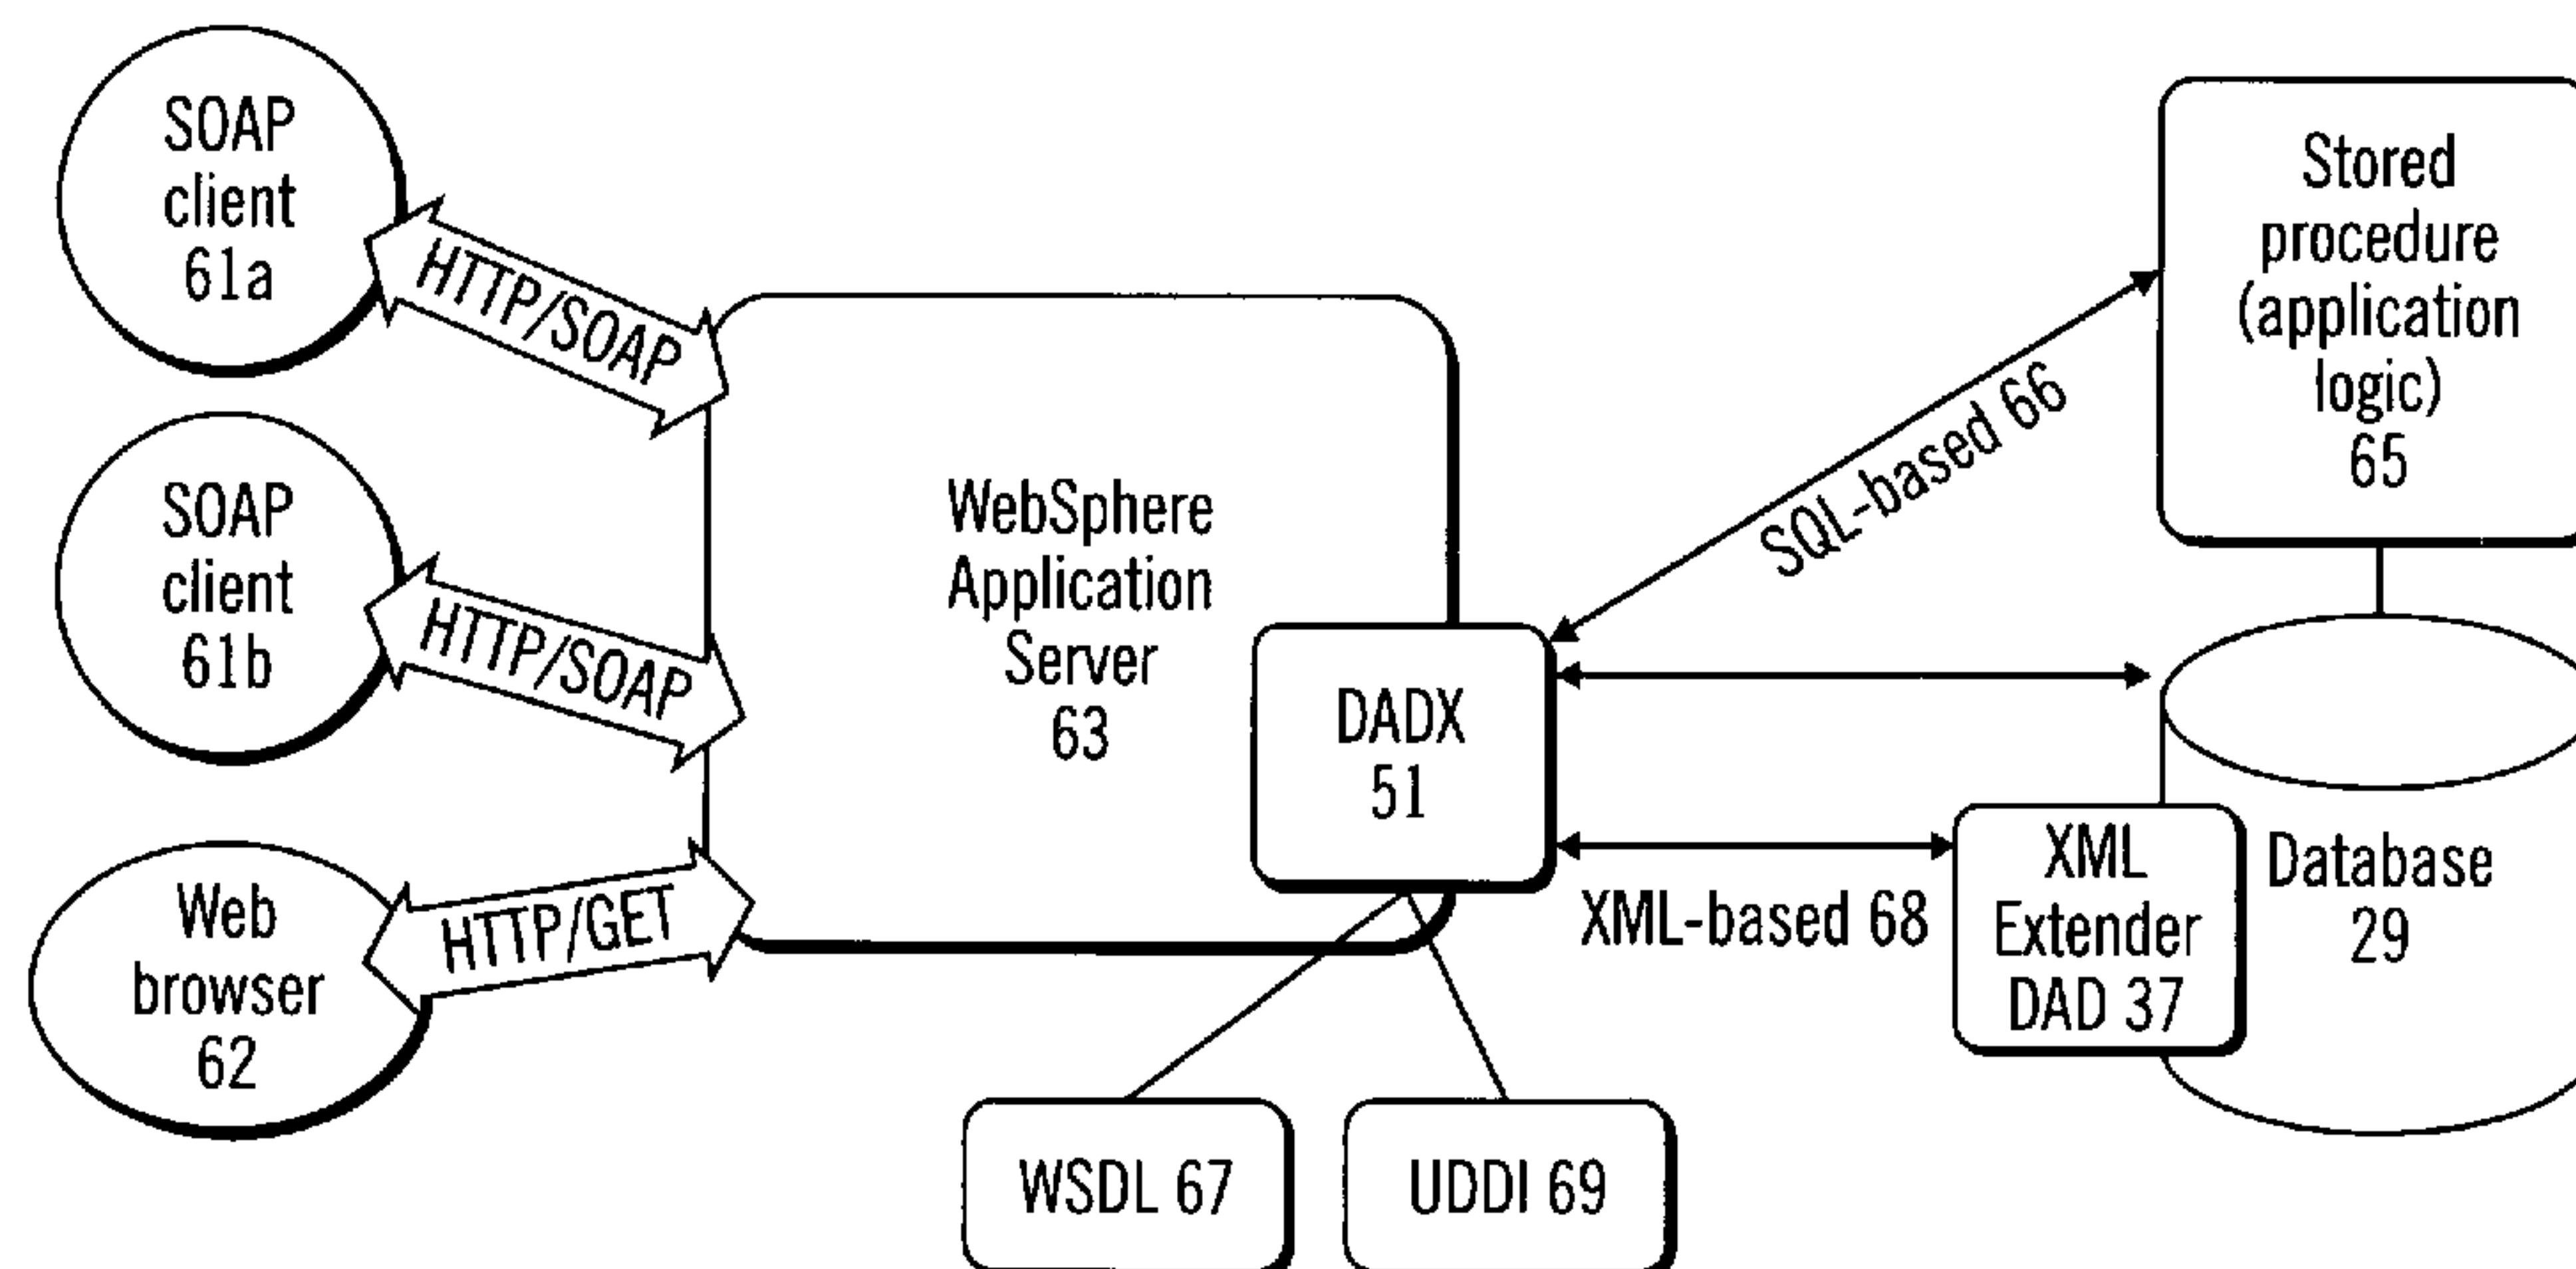 SOAP
client
61a
HTTP/SOAP
SOAP
client
61b
HTTP/SOAP
Web
browser
62
HTTP/GET
WebSphere
Application
Server
63
DADX
51
SQL-based 66
Stored
procedure
(application
logic)
65
XML-based 68
XML
Extender
DAD 37
Database
29
WSDL 67
UDDI 69